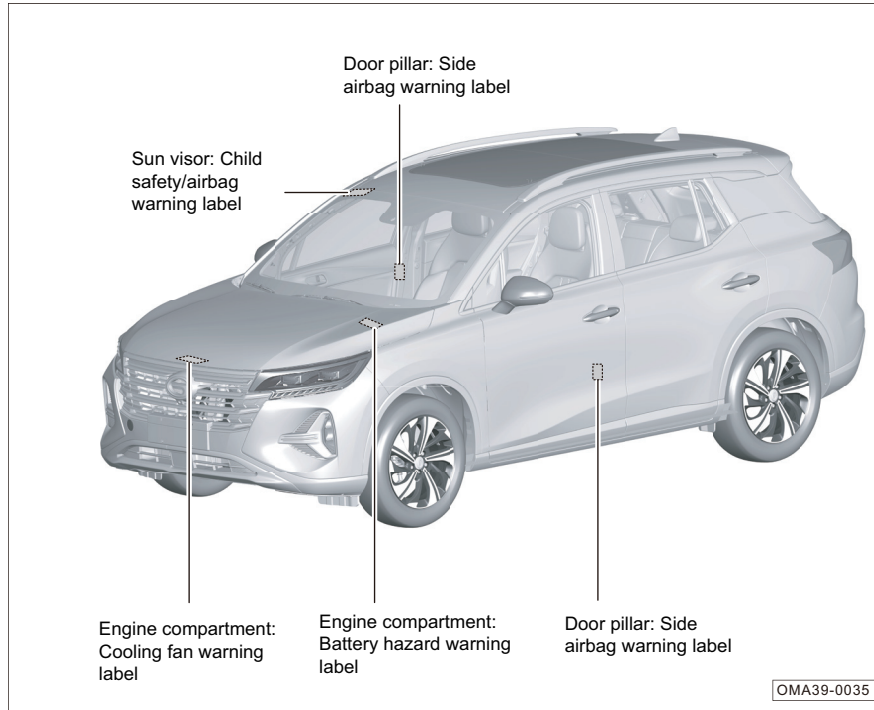 Door pillar: Side
airbag warning label
Sun visor: Child
safety/airbag
warning label
Engine compartment:
Cooling fan warning
label
Engine compartment:
Battery hazard warning
label
Door pillar: Side
airbag warning label
OMA39-0035